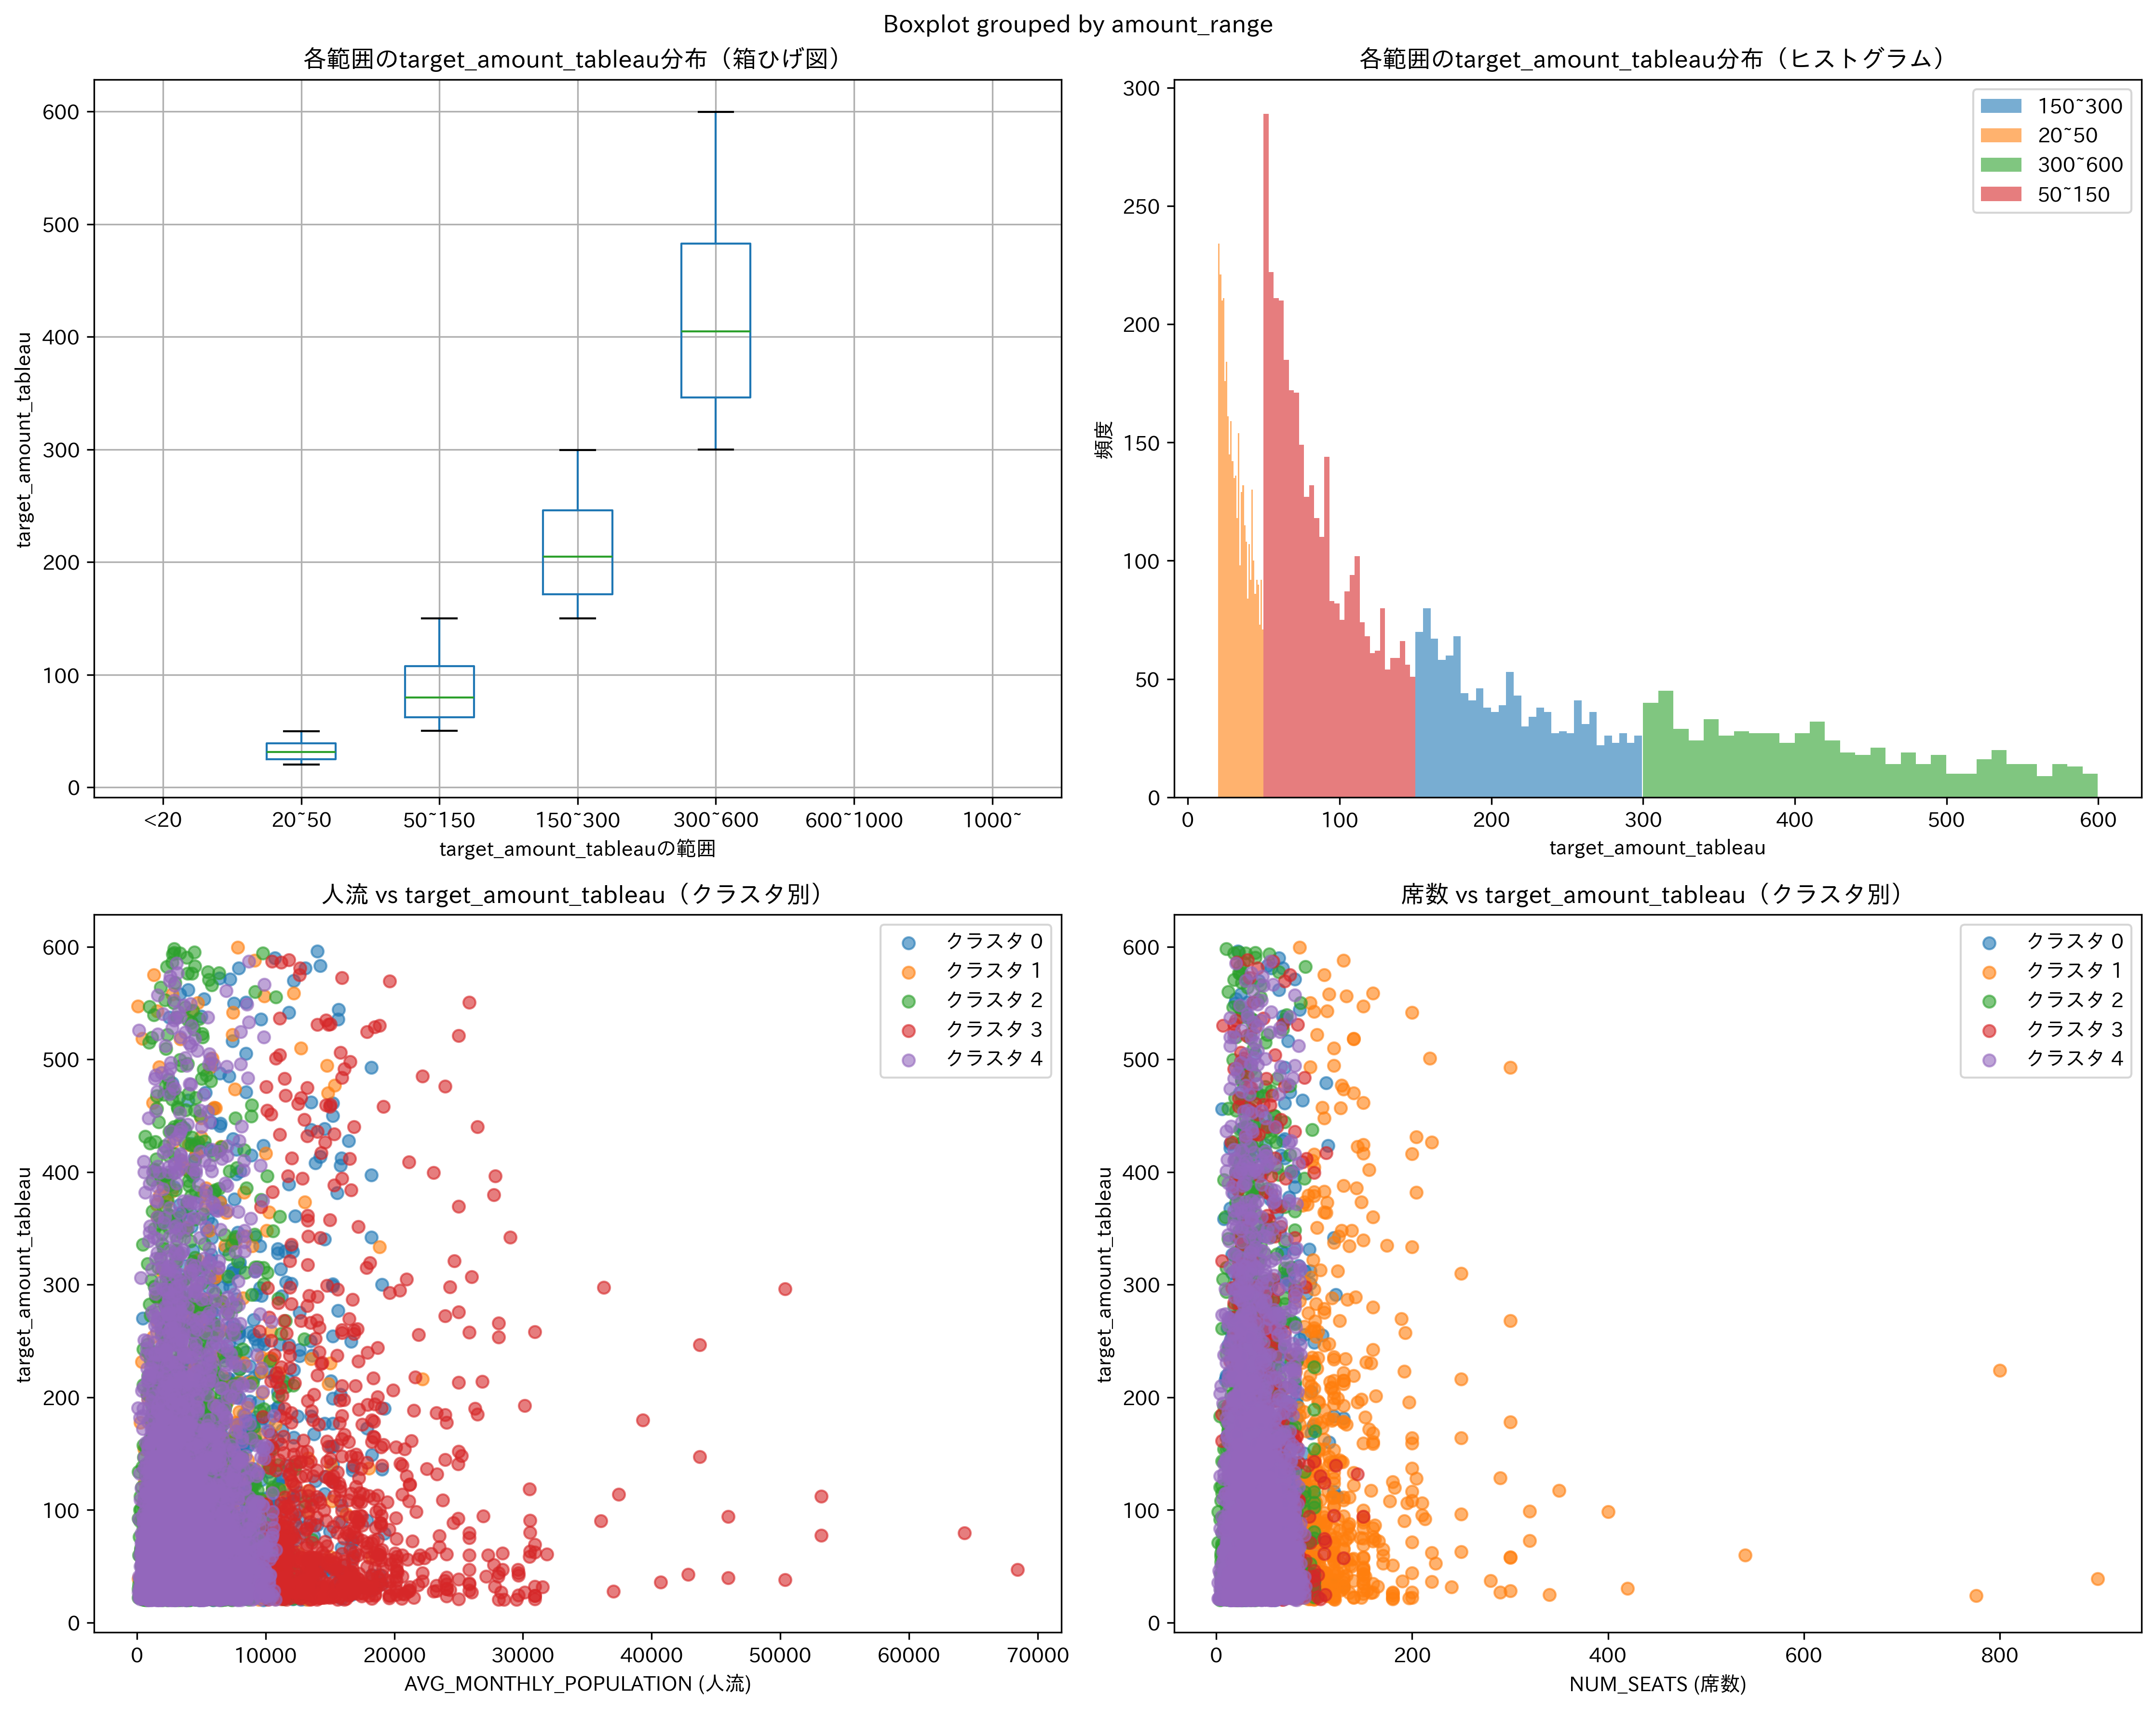 Boxplot grouped by amount_range
各範囲のtarget_amount_tableau分布（箱ひげ図）
600
500
400
300
200
100
0
target_amount_tableau
<20
20~50
50~150
150~300
300~600
600~1000
1000~
target_amount_tableauの範囲
各範囲のtarget_amount_tableau分布（ヒストグラム）
300
250
200
150
100
50
0
頻度
150~300
20~50
300~600
50~150
0
100
200
300
400
500
600
target_amount_tableau
人流 vs target_amount_tableau（クラスタ別）
600
500
400
300
200
100
0
target_amount_tableau
クラスタ 0
クラスタ 1
クラスタ 2
クラスタ 3
クラスタ 4
0
10000
20000
30000
40000
50000
60000
70000
AVG_MONTHLY_POPULATION (人流)
席数 vs target_amount_tableau（クラスタ別）
600
500
400
300
200
100
0
target_amount_tableau
クラスタ 0
クラスタ 1
クラスタ 2
クラスタ 3
クラスタ 4
0
200
400
600
800
NUM_SEATS (席数)